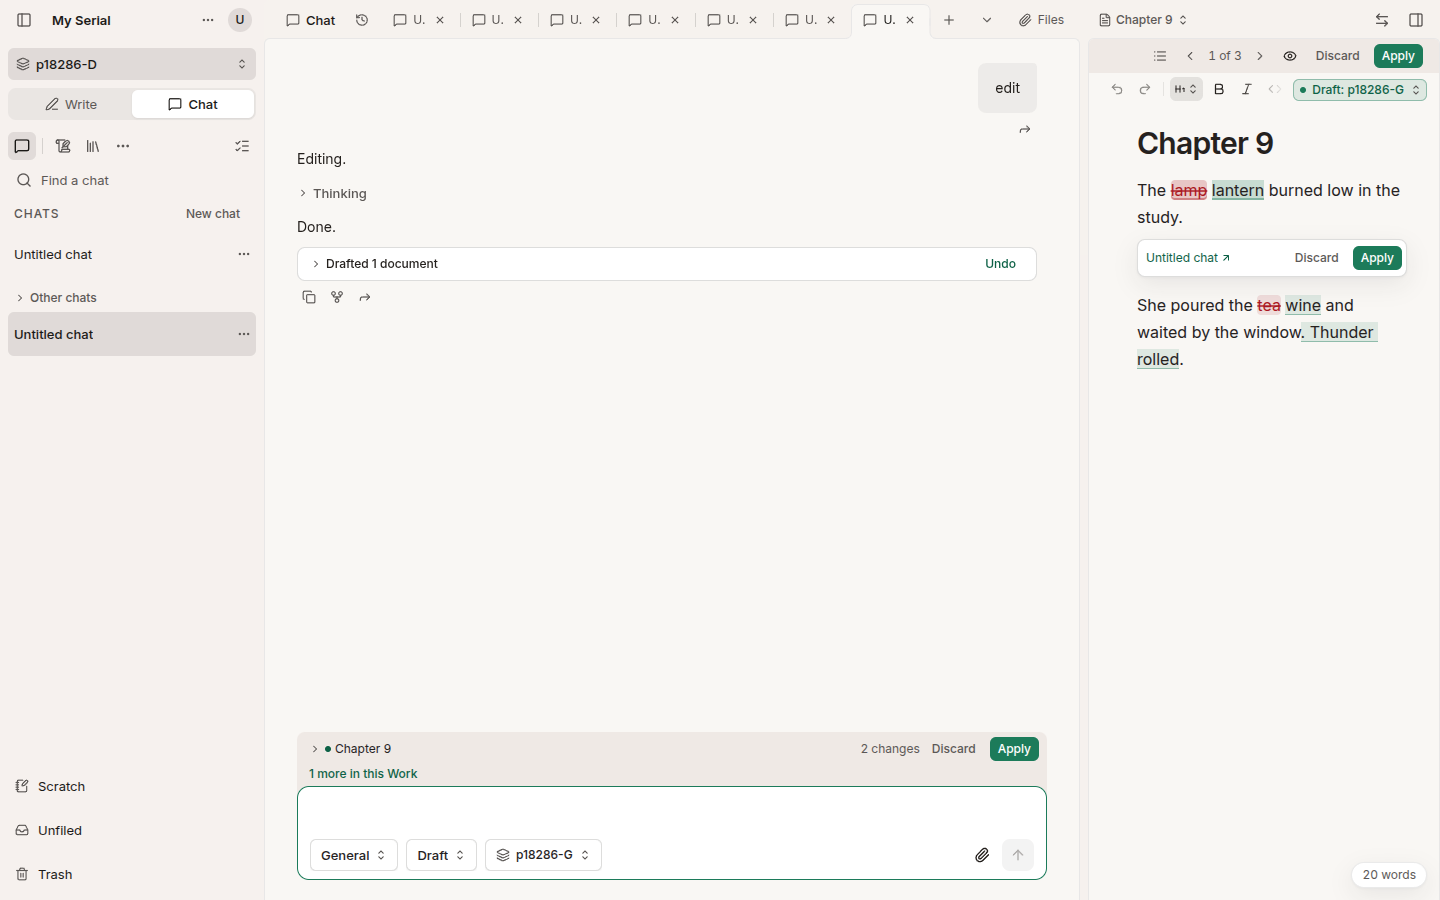 My Serial
U
p18286-D
Write
Chat
Find a chat
CHATS
New chat
Untitled chat
Other chats
Untitled chat
Scratch
Unfiled
Trash
Chat
U.
U.
U.
U.
U.
U.
U.
Files
edit
Editing.
Thinking
Done.
Drafted 1 document
Undo
Chapter 9
2 changes
Discard
Apply
1 more in this Work
General
Draft
p18286-G
Chapter 9
1 of 3
Discard
Apply
H1
B
I
Draft: p18286-G
Chapter 9
The lamp lantern burned low in the
study.
Untitled chat
Discard
Apply
She poured the tea wine and
waited by the window. Thunder
rolled.
20 words